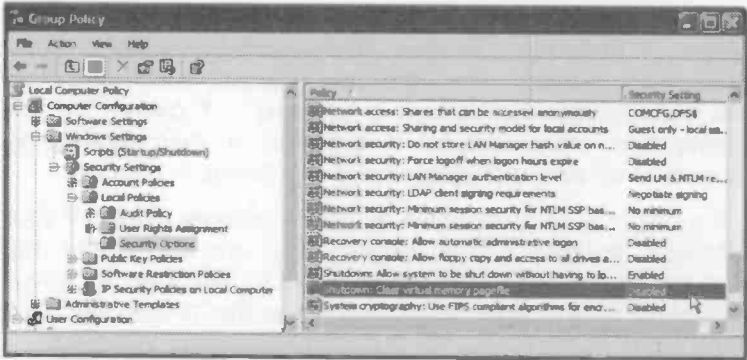 Group Policy
File Action View Help
Local Computer Policy
Computer Configuration
Software Settings
Windows Settings
Scripts (Startup/Shutdown)
Security Settings
Account Policies
Local Policies
Audit Policy
User Rights Assignment
Security Options
Public Key Policies
Software Restriction Policies
IP Security Policies on Local Computer
Administrative Templates
User Configuration
Policy Security Setting
Network access: Shares that can be accessed anonymously COMCFG,DFS$
Network access: Sharing and security model for local accounts Guest only - local us...
Network security: Do not store LAN Manager hash value on n... Disabled
Network security: Force logoff when logon hours expire Disabled
Network security: LAN Manager authentication level Send LM & NTLM re...
Network security: LDAP client signing requirements Negotiate signing
Network security: Minimum session security for NTLM SSP bas... No minimum
Network security: Minimum session security for NTLM SSP bas... No minimum
Recovery console: Allow automatic administrative logon Disabled
Recovery console: Allow floppy copy and access to all drives a... Disabled
Shutdown: Allow system to be shut down without having to lo... Enabled
Shutdown: Clear virtual memory pagefile Disabled
System cryptography: Use FIPS compliant algorithms for encr... Disabled